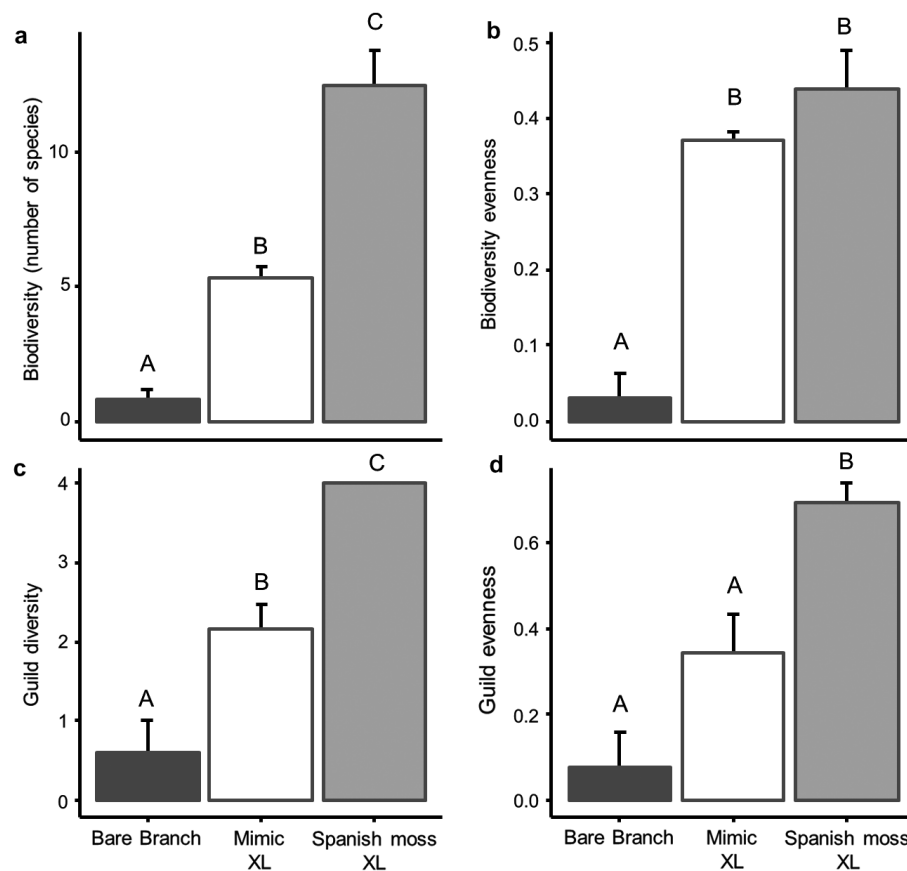 a
Biodiversity (number of species)
10
5
0
A
B
C
b
Biodiversity evenness
0.5
0.4
0.3
0.2
0.1
0.0
A
B
B
c
Guild diversity
4
3
2
1
0
A
B
C
Bare Branch
Mimic
XL
Spanish moss
XL
d
Guild evenness
0.6
0.4
0.2
0.0
A
A
B
Bare Branch
Mimic
XL
Spanish moss
XL